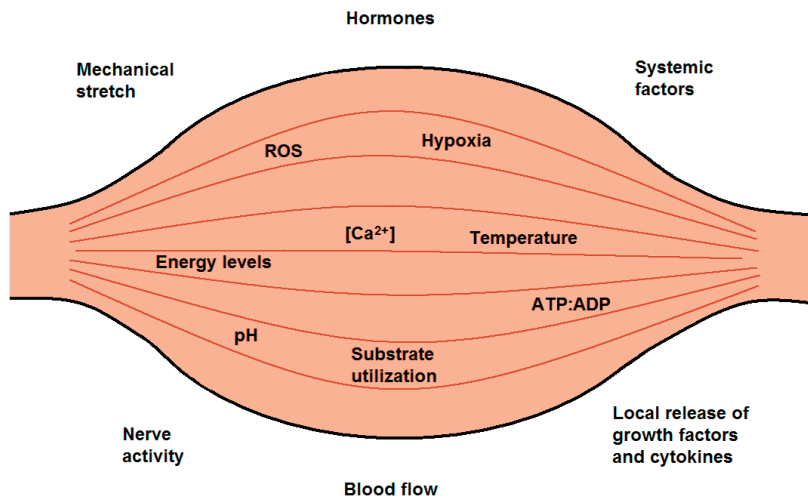 Hormones
Mechanical
stretch
Systemic
factors
ROS
Hypoxia
[Ca²⁺]
Temperature
Energy levels
ATP:ADP
pH
Substrate
utilization
Nerve
activity
Local release of
growth factors
and cytokines
Blood flow